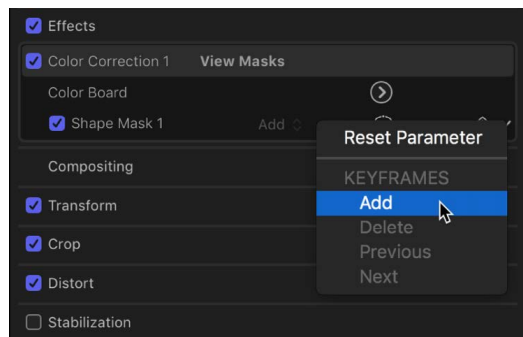 Effects
Color Correction 1 View Masks
Color Board
Shape Mask 1 Add
Reset Parameter
Compositing
KEYFRAMES
Transform
Add
Delete
Crop
Previous
Next
Distort
Stabilization